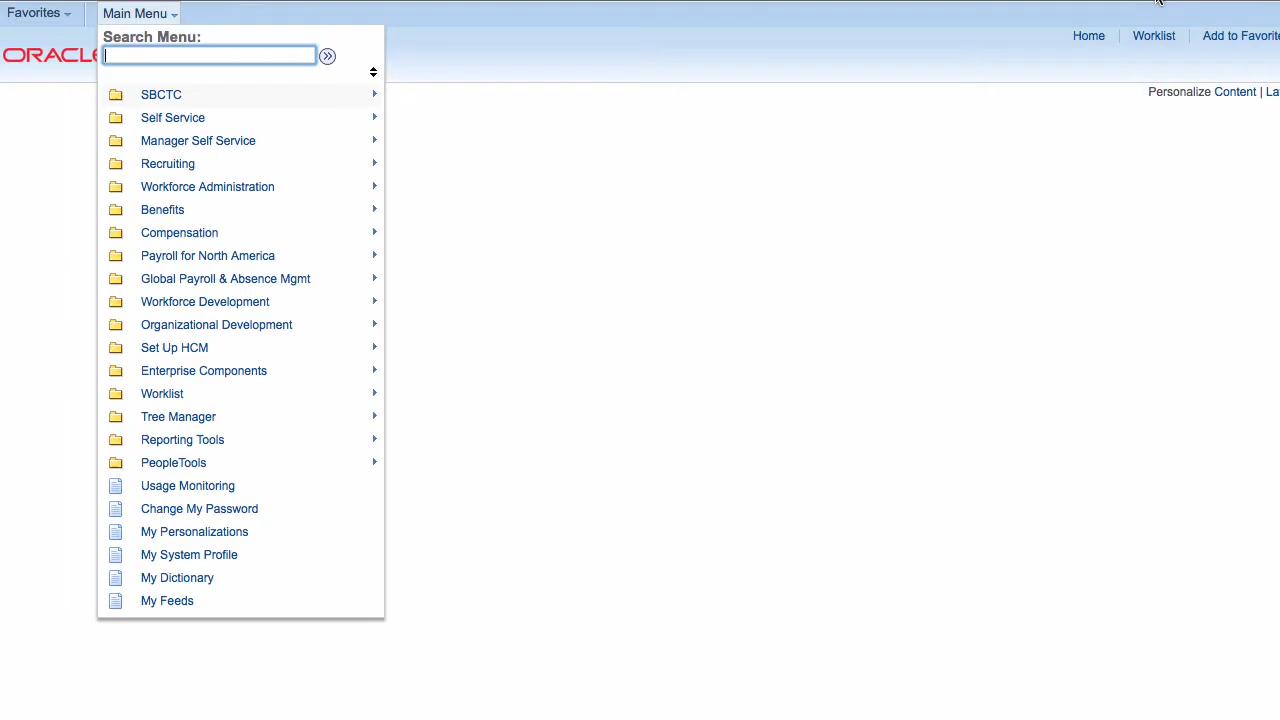 Favorites
Main Menu
Search Menu:
Home
Worklist
Add to Favorite
ORACLE
Personalize Content | La
SBCTC
Self Service
Manager Self Service
Recruiting
Workforce Administration
Benefits
Compensation
Payroll for North America
Global Payroll & Absence Mgmt
Workforce Development
Organizational Development
Set Up HCM
Enterprise Components
Worklist
Tree Manager
Reporting Tools
PeopleTools
Usage Monitoring
Change My Password
My Personalizations
My System Profile
My Dictionary
My Feeds